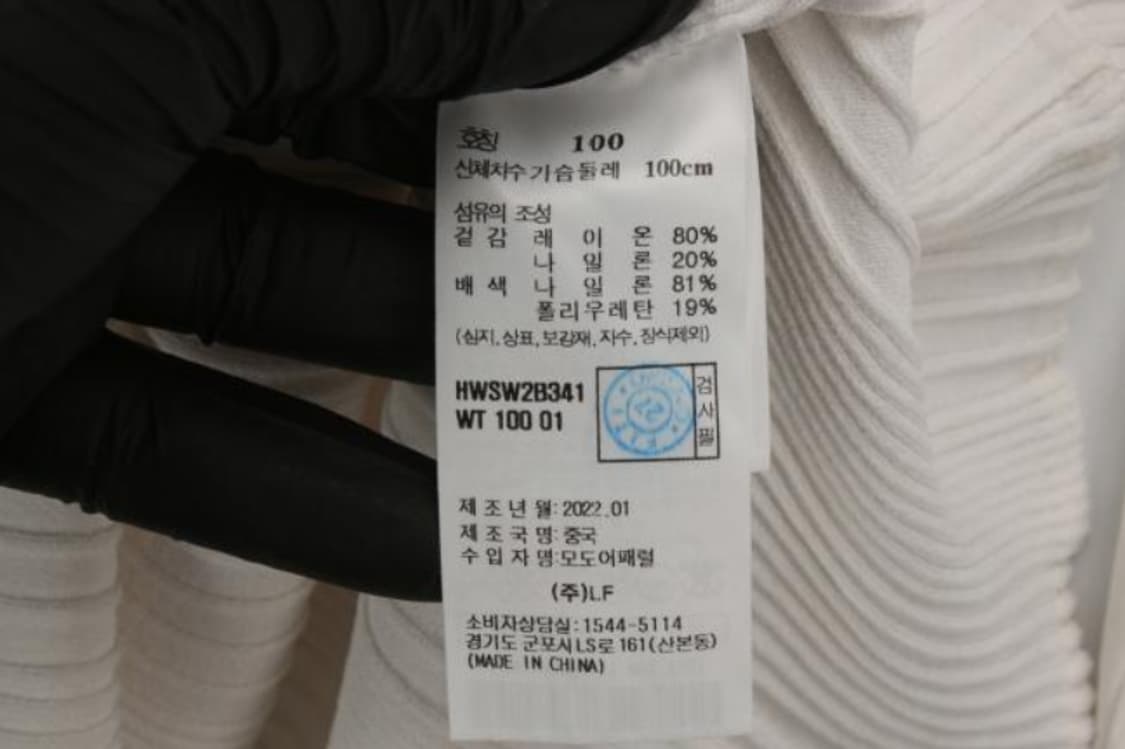 호칭 100
신체치수 가슴둘레 100cm
섬유의 조성
겉감 레이온 80%
나일론 20%
배색 나일론 81%
폴리우레탄 19%
(심지,상표,보강재,자수,장식제외)
HWSW2B341
WT 100 01
검사필
제조년월: 2022.01
제조국명: 중국
수입자명:모도어패럴
(주)LF
소비자상담실:1544-5114
경기도 군포시LS로 161(산본동)
(MADE IN CHINA)